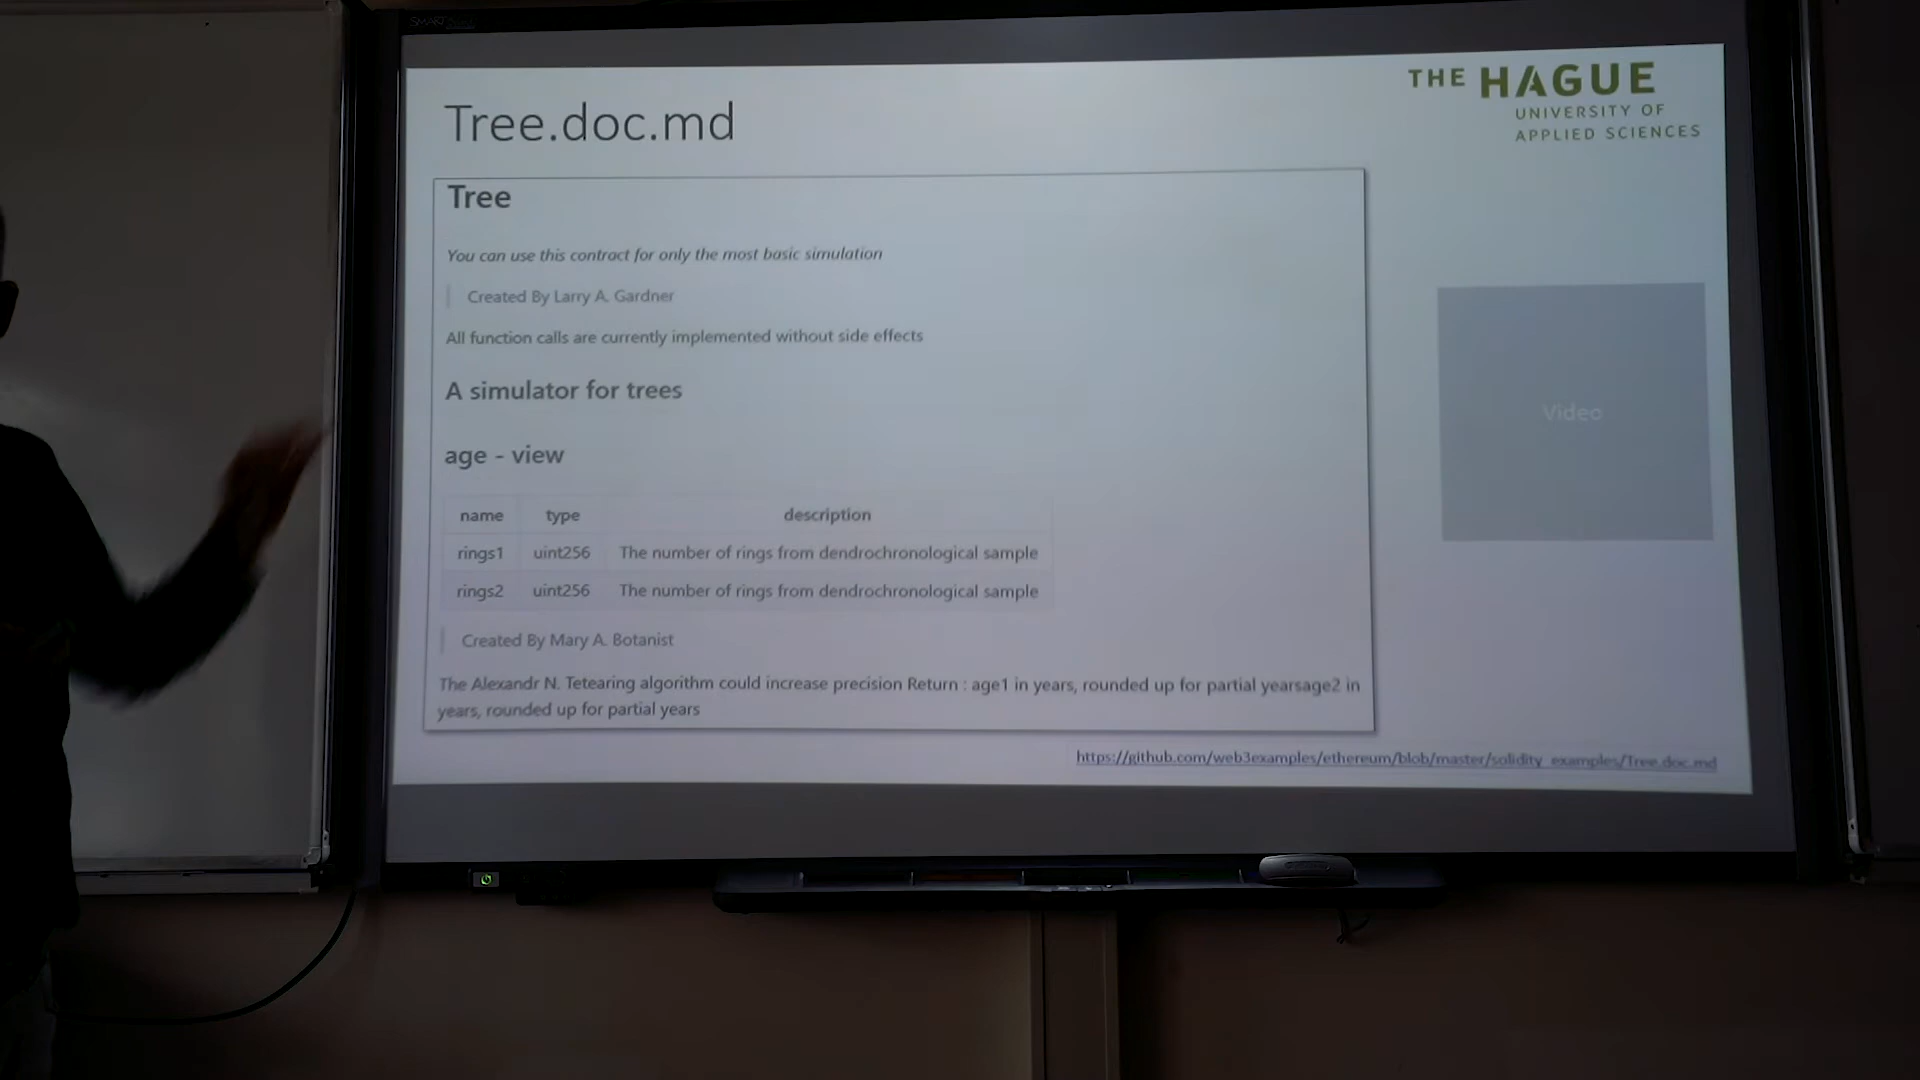 SMART
THE HAGUE
UNIVERSITY OF
APPLIED SCIENCES
Tree.doc.md
Tree
You can use this contract for only the most basic simulation
Created By Larry A. Gardner
All function calls are currently implemented without side effects
A simulator for trees
age - view
name type description
rings1 uint256 The number of rings from dendrochronological sample
rings2 uint256 The number of rings from dendrochronological sample
Created By Mary A. Botanist
The Alexandr N. Tetearing algorithm could increase precision Return : age1 in years, rounded up for partial yearsage2 in
years, rounded up for partial years
Video
https://github.com/web3examples/ethereum/blob/master/solidity_examples/Tree.doc.md